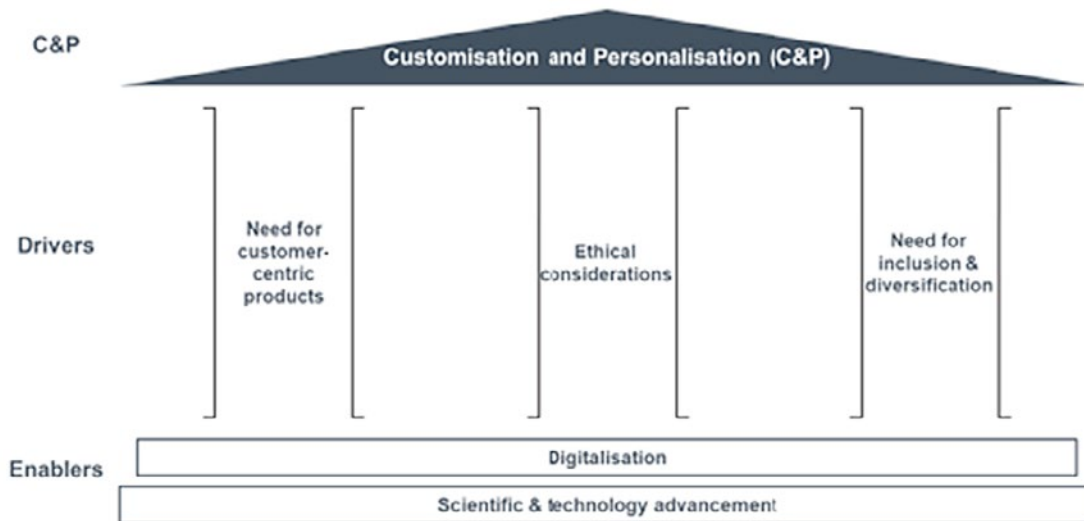 C&P
Customisation and Personalisation (C&P)
Drivers
Need for
customer-
centric
products
Ethical
considerations
Need for
inclusion &
diversification
Enablers
Digitalisation
Scientific & technology advancement